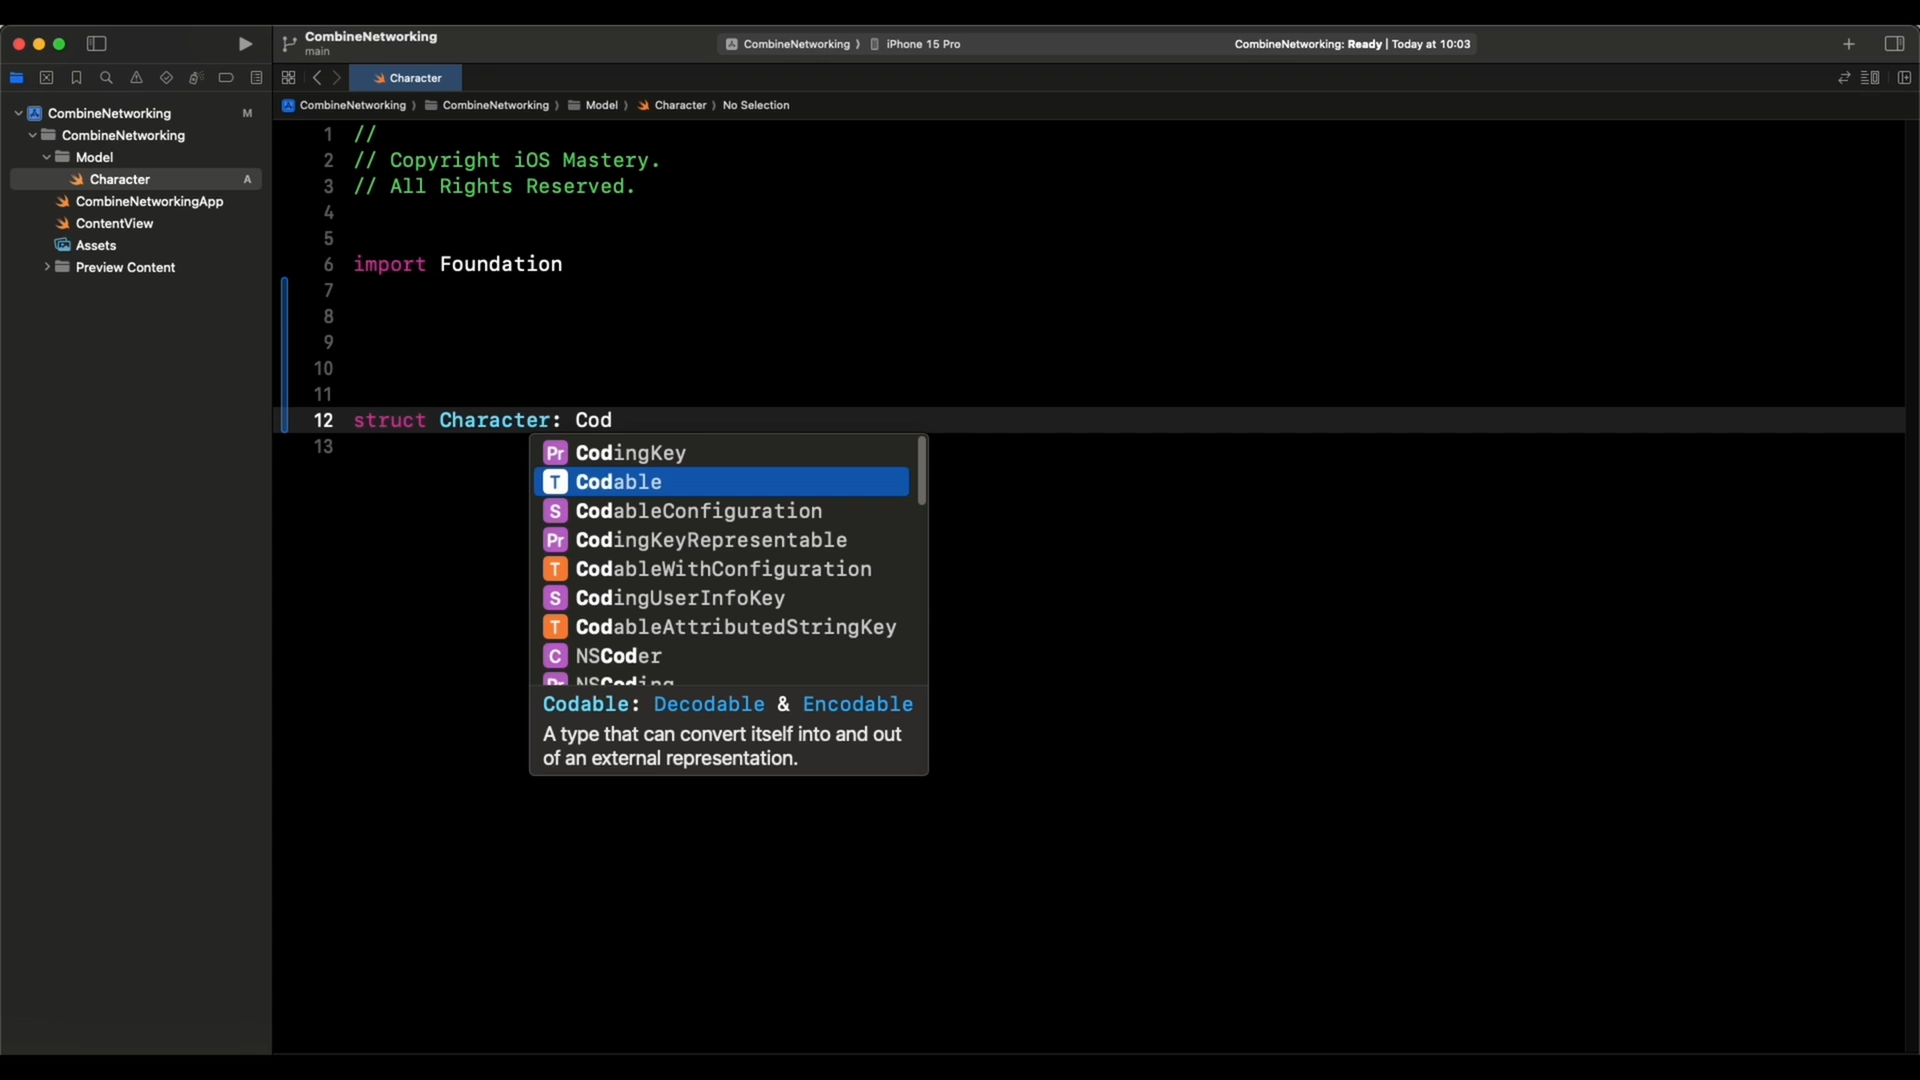 CombineNetworking
main
CombineNetworking 〉 iPhone 15 Pro
CombineNetworking: Ready | Today at 10:03
Character
CombineNetworking 〉 CombineNetworking 〉 Model 〉 Character 〉 No Selection
CombineNetworking M
CombineNetworking
Model
Character A
CombineNetworkingApp
ContentView
Assets
Preview Content
1 //
2 // Copyright iOS Mastery.
3 // All Rights Reserved.
4
5
6 import Foundation
7
8
9
10
11
12 struct Character: Cod
13
Pr CodingKey
T Codable
S CodableConfiguration
Pr CodingKeyRepresentable
T CodableWithConfiguration
S CodingUserInfoKey
T CodableAttributedStringKey
C NSCoder
Pr NSCoding
Codable: Decodable & Encodable
A type that can convert itself into and out
of an external representation.